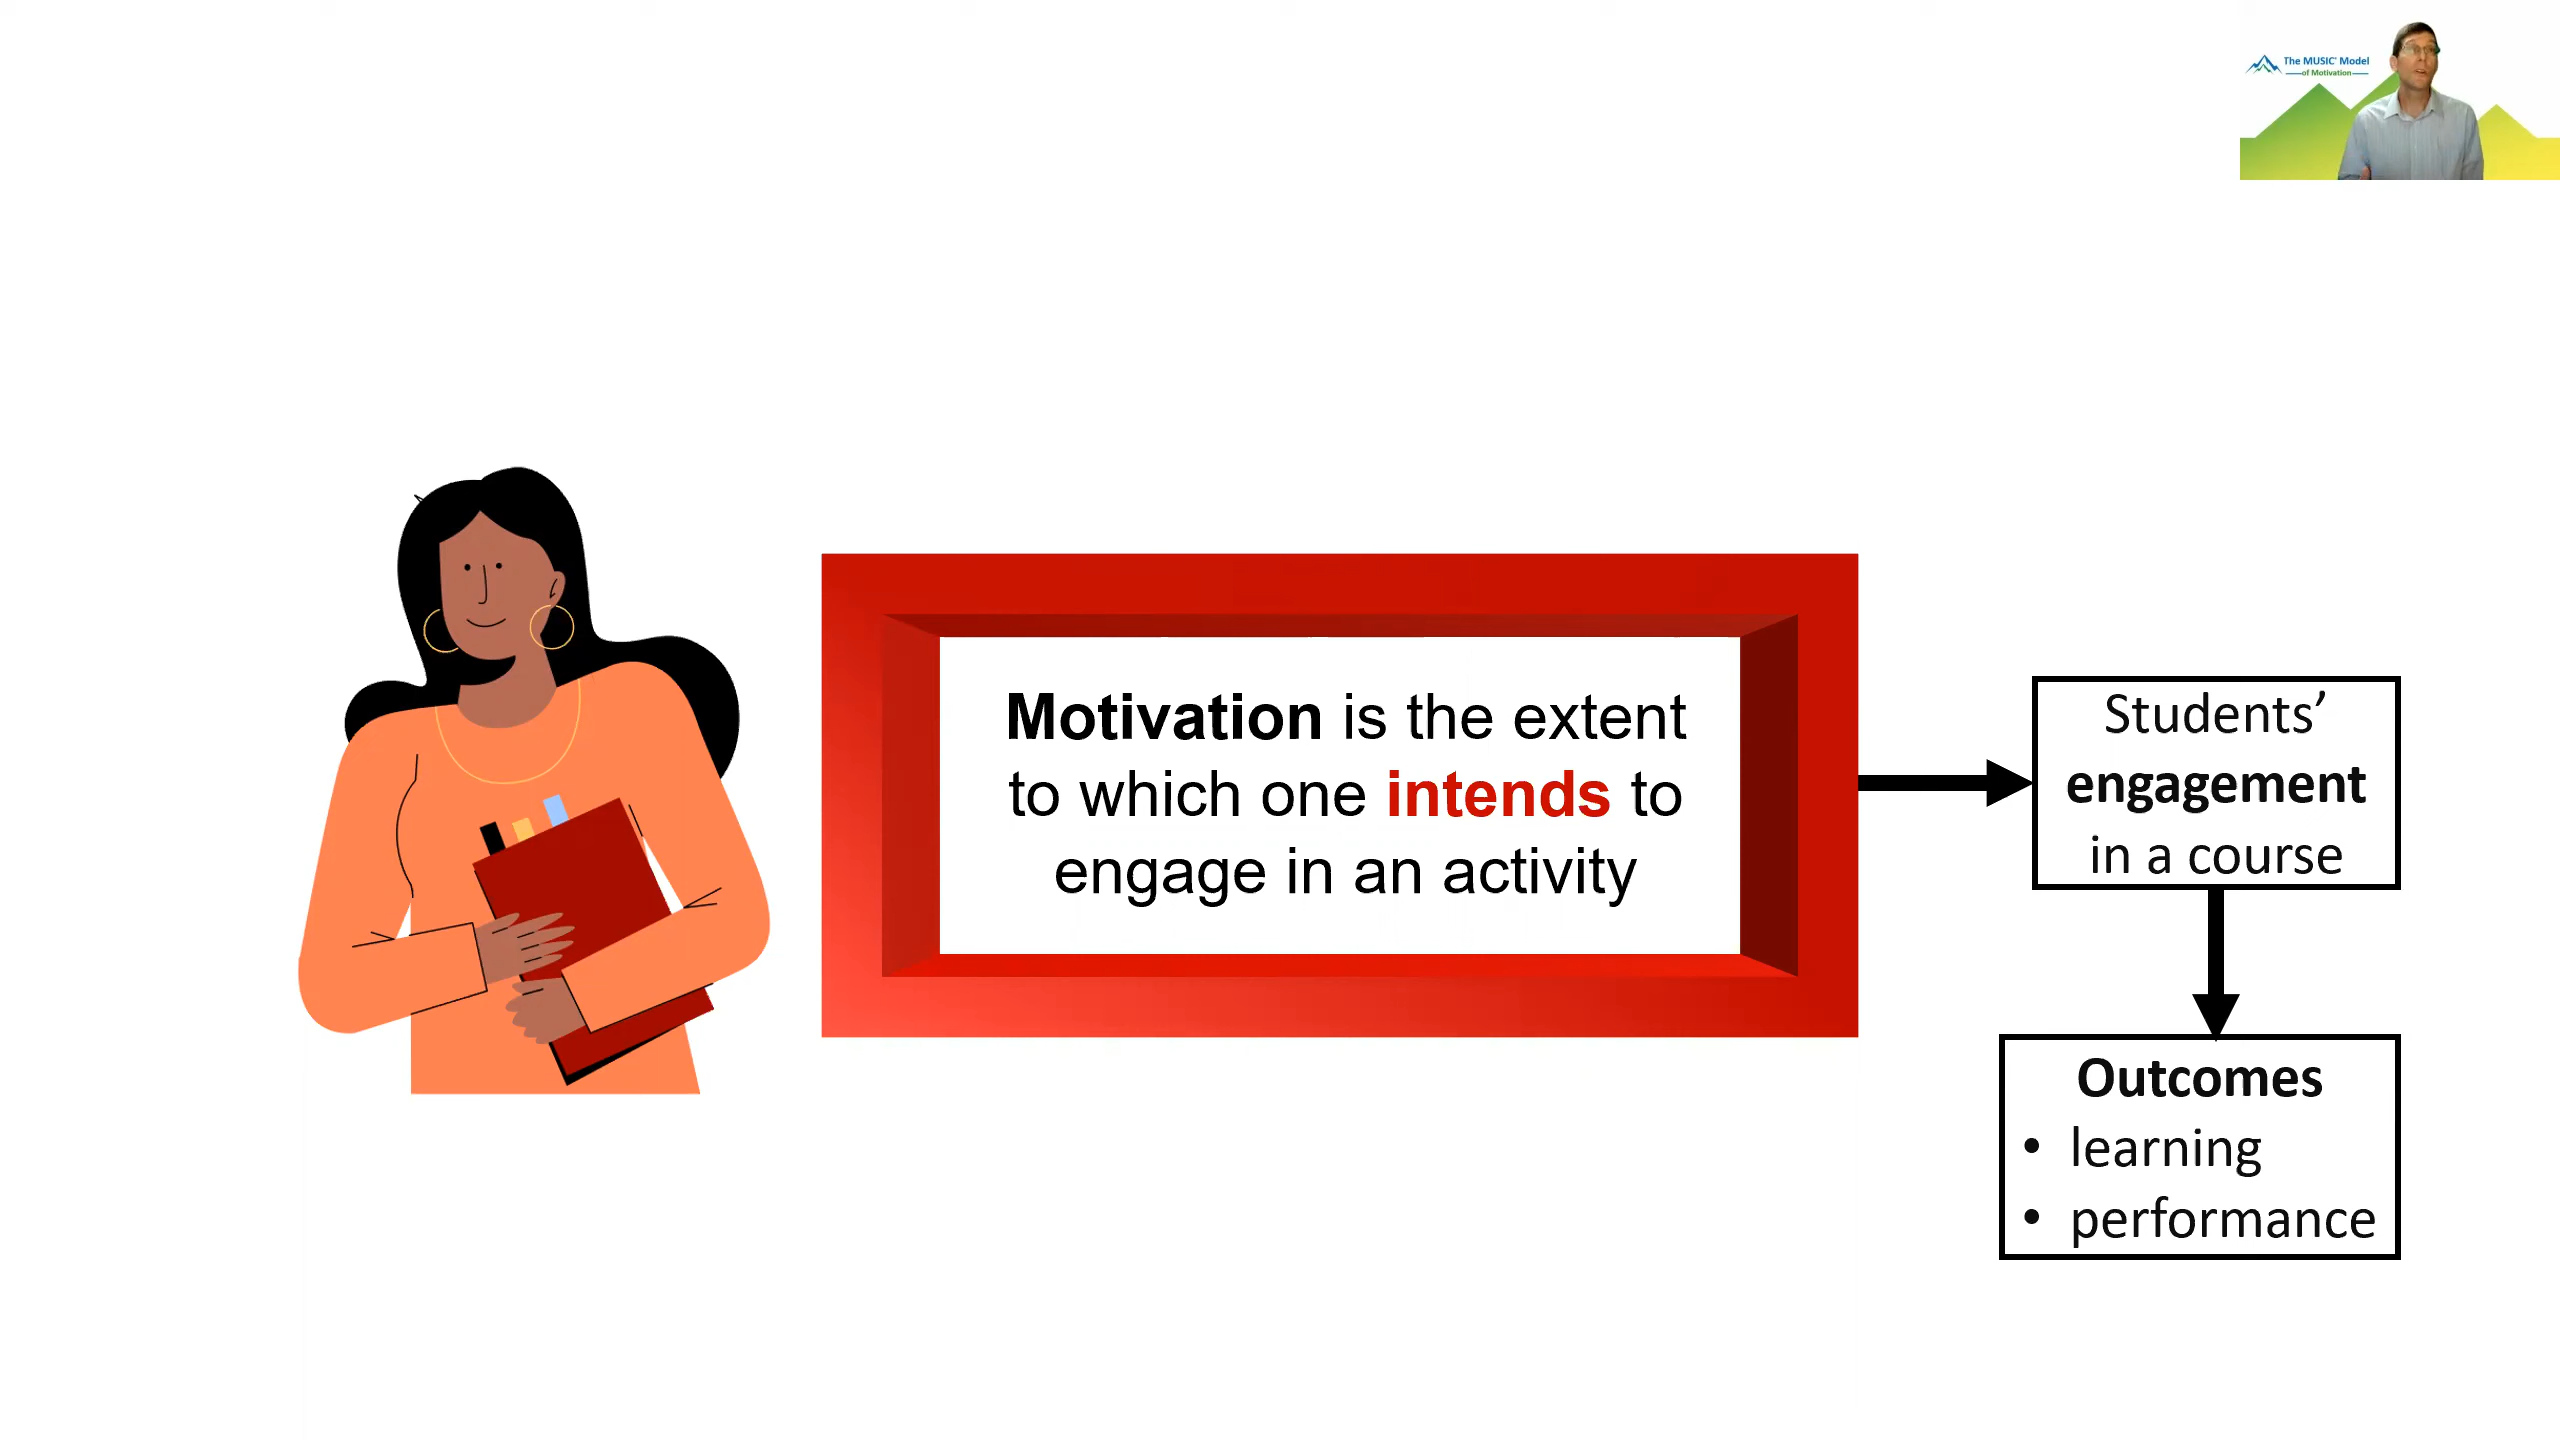 The MUSIC® Model
of Motivation
Motivation is the extent
to which one intends to
engage in an activity
Students’
engagement
in a course
Outcomes
• learning
• performance